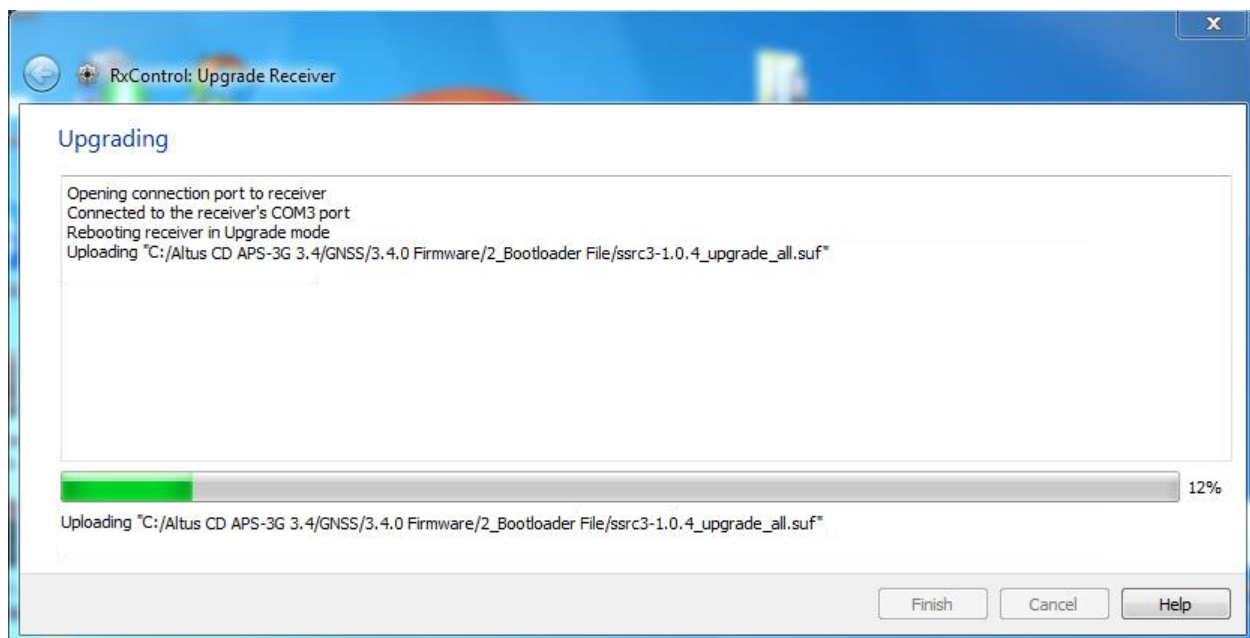 X
RxControl: Upgrade Receiver
Upgrading
Opening connection port to receiver
Connected to the receiver's COM3 port
Rebooting receiver in Upgrade mode
Uploading "C:/Altus CD APS-3G 3.4/GNSS/3.4.0 Firmware/2_Bootloader File/ssrc3-1.0.4_upgrade_all.suf"
12%
Uploading "C:/Altus CD APS-3G 3.4/GNSS/3.4.0 Firmware/2_Bootloader File/ssrc3-1.0.4_upgrade_all.suf"
Finish Cancel Help